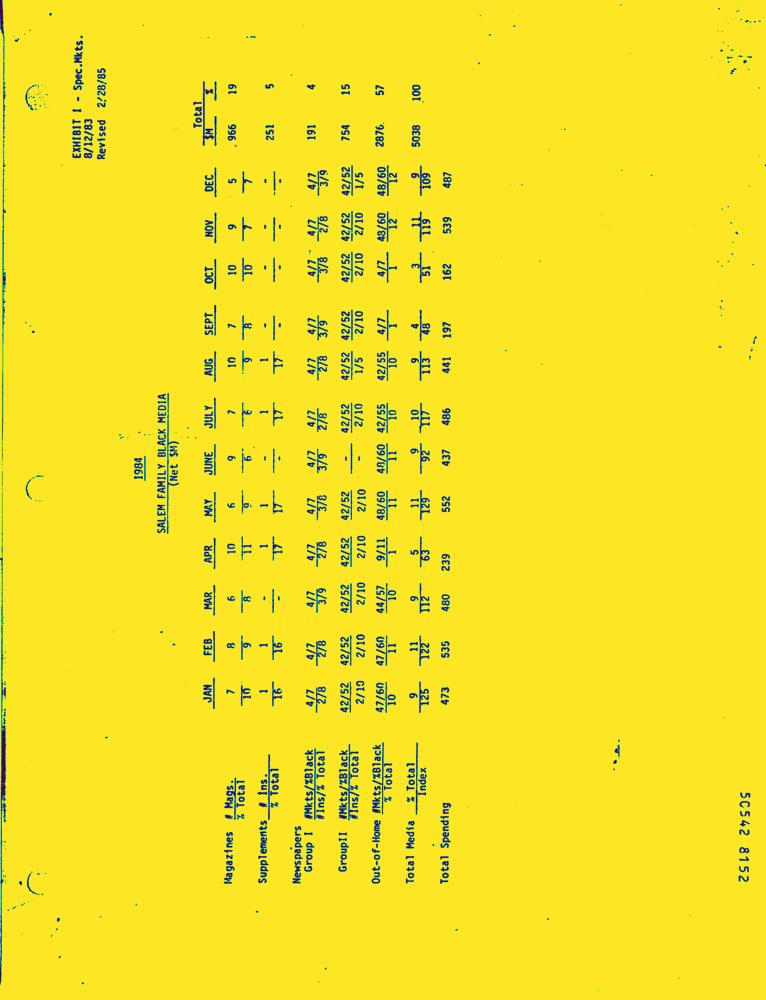 EXHIBIT I - Spec.Mkts.
8/12/83
Revised 2/28/85
1984
SALEM FAMILY BLACK MEDIA
(Net $M)
JAN FEB MAR APR MAY JUNE JULY AUG SEPT OCT NOV DEC Total
$M %
Magazines # Mags. 7 8 6 10 6 9 7 10 7 10 9 5 966 19
% Total 10 9 8 11 9 6 6 9 8 10 7 7
Supplements # Ins. 1 1 - 1 1 - 1 1 - - - - 251 5
% Total 16 16 - 17 17 - 17 17 - - - -
Newspapers
Group I #Mkts/%Black 4/7 4/7 4/7 4/7 4/7 4/7 4/7 4/7 4/7 4/7 4/7 4/7 191 4
#Ins/% Total 2/8 2/8 3/9 2/8 3/8 3/9 2/8 2/8 3/9 3/8 2/8 3/9
GroupII #Mkts/%Black 42/52 42/52 42/52 42/52 42/52 - 42/52 42/52 42/52 42/52 42/52 42/52 754 15
#Ins/% Total 2/10 2/10 2/10 2/10 2/10 - 2/10 1/5 2/10 2/10 2/10 1/5
Out-of-Home #Mkts/%Black 47/60 47/60 44/57 9/11 48/60 48/60 42/55 42/55 4/7 4/7 48/60 48/60 2876 57
% Total 10 11 10 1 11 11 10 10 1 1 12 12
Total Media % Total 9 11 9 5 11 9 10 9 4 3 11 9 5038 100
Index 125 122 112 63 129 92 117 113 48 51 119 109
Total Spending 473 535 480 239 552 437 486 441 197 162 539 487
50542 8152